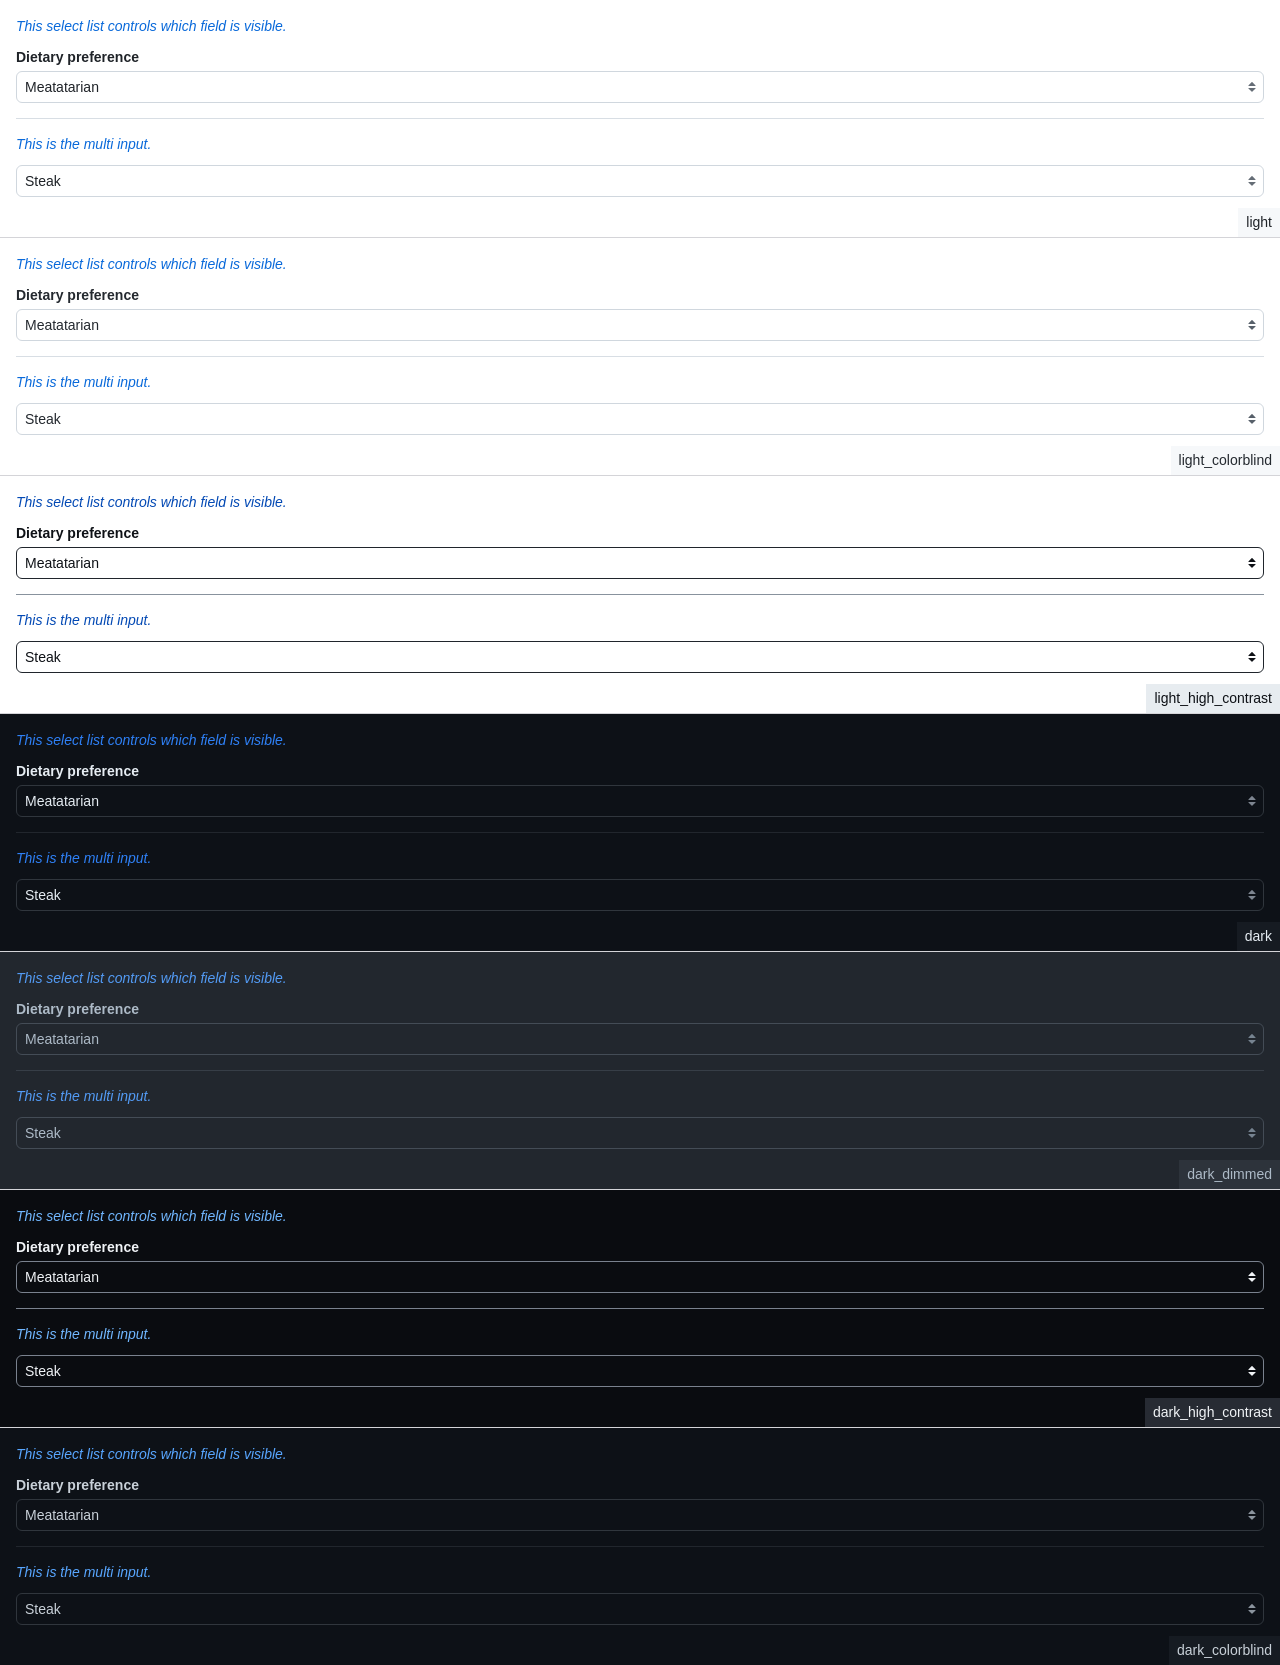 This select list controls which field is visible.
Dietary preference
Meatatarian
This is the multi input.
Steak
light
This select list controls which field is visible.
Dietary preference
Meatatarian
This is the multi input.
Steak
light_colorblind
This select list controls which field is visible.
Dietary preference
Meatatarian
This is the multi input.
Steak
light_high_contrast
This select list controls which field is visible.
Dietary preference
Meatatarian
This is the multi input.
Steak
dark
This select list controls which field is visible.
Dietary preference
Meatatarian
This is the multi input.
Steak
dark_dimmed
This select list controls which field is visible.
Dietary preference
Meatatarian
This is the multi input.
Steak
dark_high_contrast
This select list controls which field is visible.
Dietary preference
Meatatarian
This is the multi input.
Steak
dark_colorblind